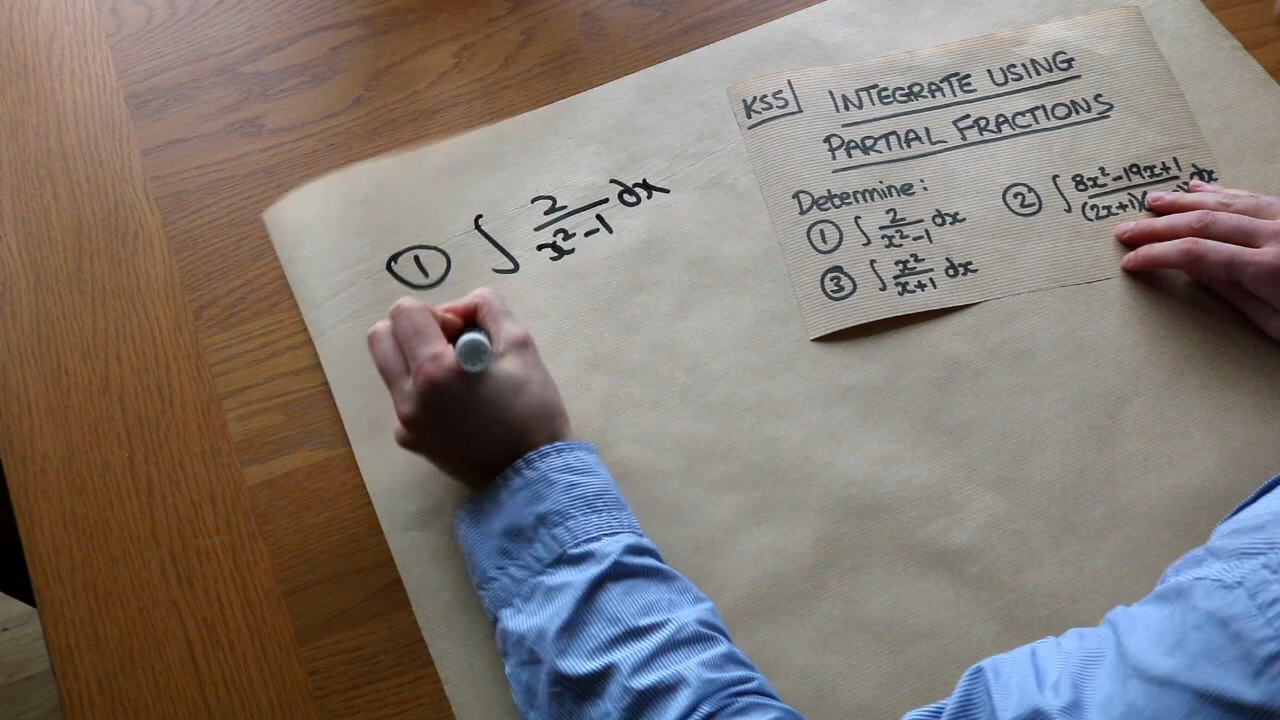 ① ∫ 2/(x²-1) dx
KS5 INTEGRATE USING
PARTIAL FRACTIONS
Determine:
① ∫ 2/(x²-1) dx
② ∫ 8x²-19x+1/(2x+1)( dx
③ ∫ x²/(x+1) dx